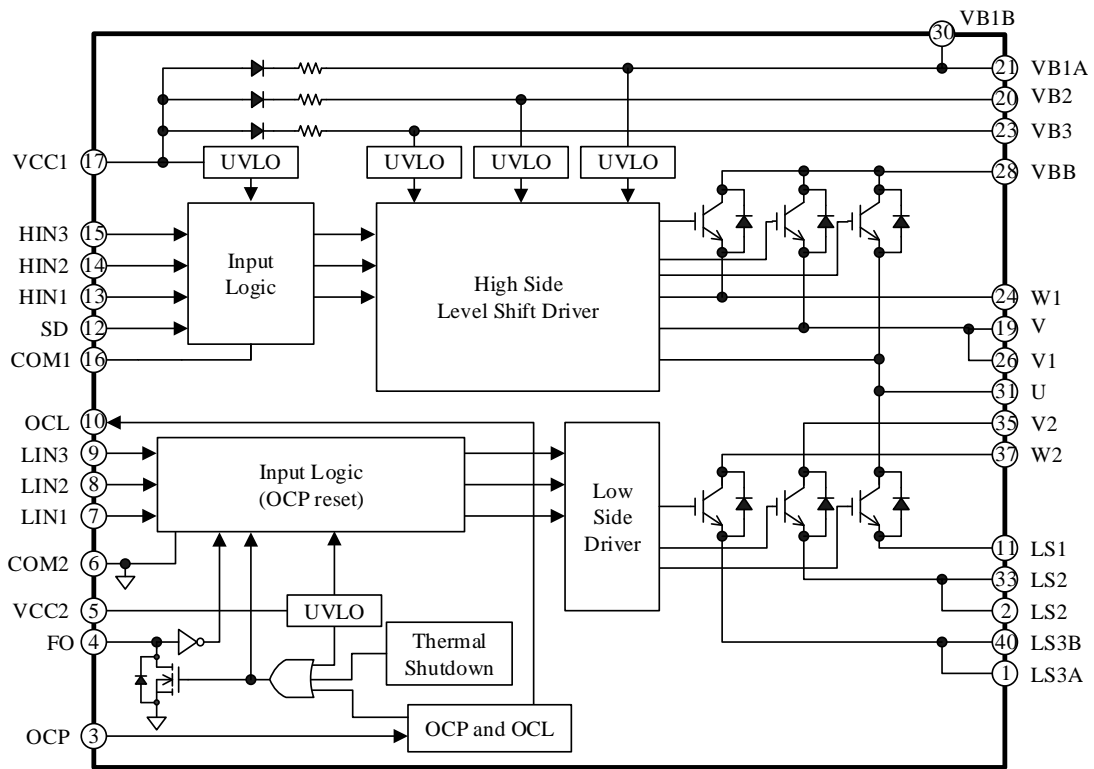 VB1B
30
21 VB1A
20 VB2
23 VB3
VCC1 17
UVLO UVLO UVLO UVLO
28 VBB
HIN3 15
HIN2 14
HIN1 13
SD 12
COM1 16
Input
Logic
High Side
Level Shift Driver
24 W1
19 V
26 V1
31 U
35 V2
37 W2
OCL 10
LIN3 9
LIN2 8
LIN1 7
COM2 6
VCC2 5
FO 4
OCP 3
Input Logic
(OCP reset)
Low
Side
Driver
UVLO
Thermal
Shutdown
OCP and OCL
11 LS1
33 LS2
2 LS2
40 LS3B
1 LS3A